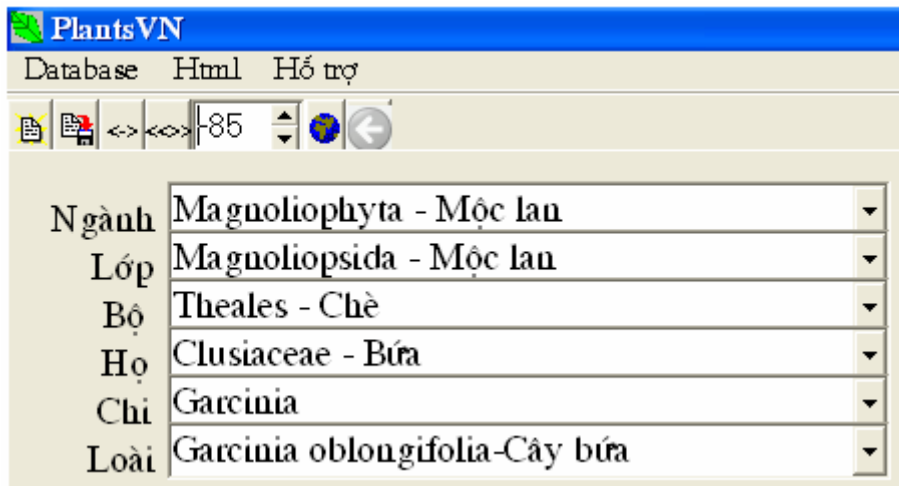 PlantsVN
Database Html Hố trợ
<-> <<>> -85
Ngành Magnoliophyta - Mộc lan
Lớp Magnoliopsida - Mộc lan
Bộ Theales - Chè
Họ Clusiaceae - Bứa
Chi Garcinia
Loài Garcinia oblongifolia-Cây bứa